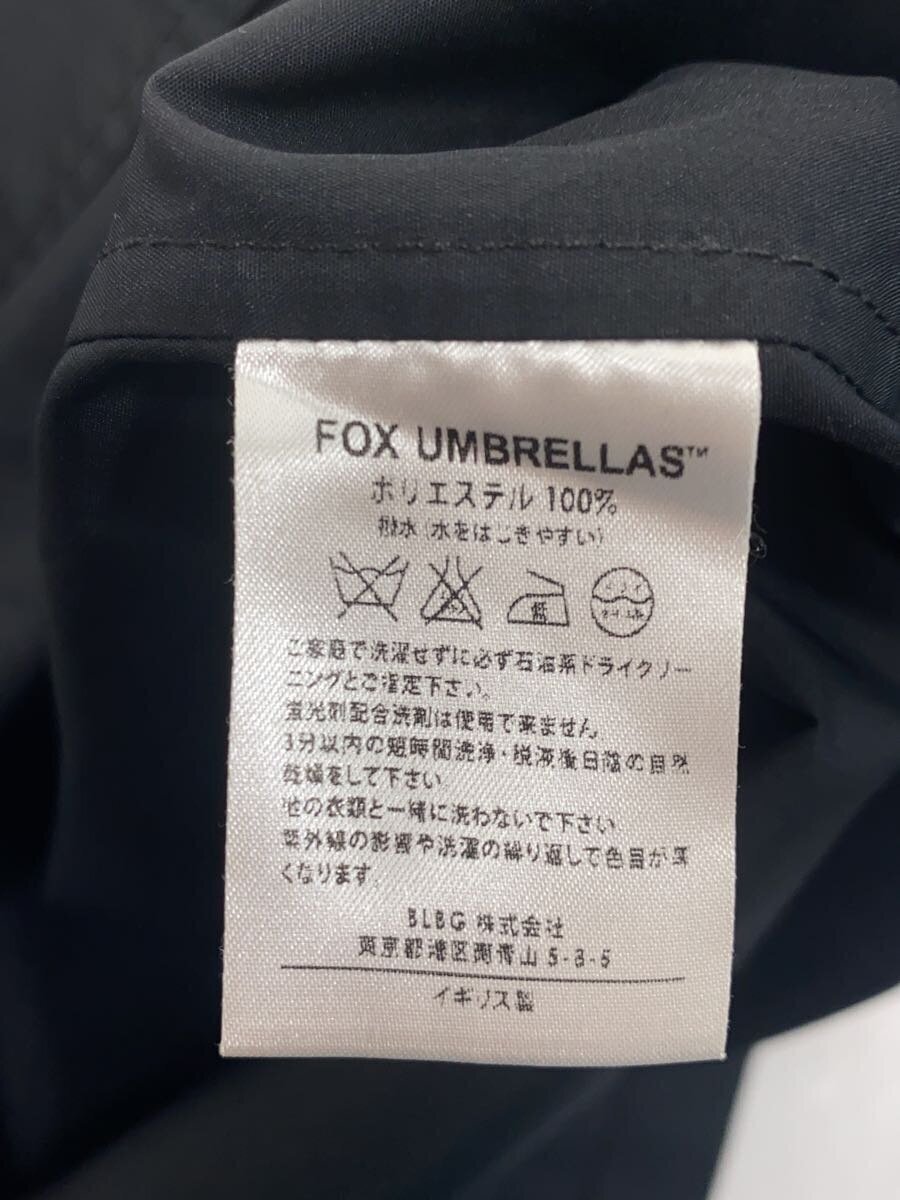 FOX UMBRELLAS™
ポリエステル 100%
撥水 (水をはじきやすい)
低
ご家庭で洗濯せずに必ず石油系ドライクリー
ニングとご指定下さい。
蛍光剤配合洗剤は使用で来ません
3分以内の短時間洗浄・脱液後日陰の自然
乾燥をして下さい
他の衣類と一緒に洗わないで下さい
紫外線の影響や洗濯の繰り返して色目が薄
くなります。
BLBG 株式会社
東京都港区南青山
イギリス製